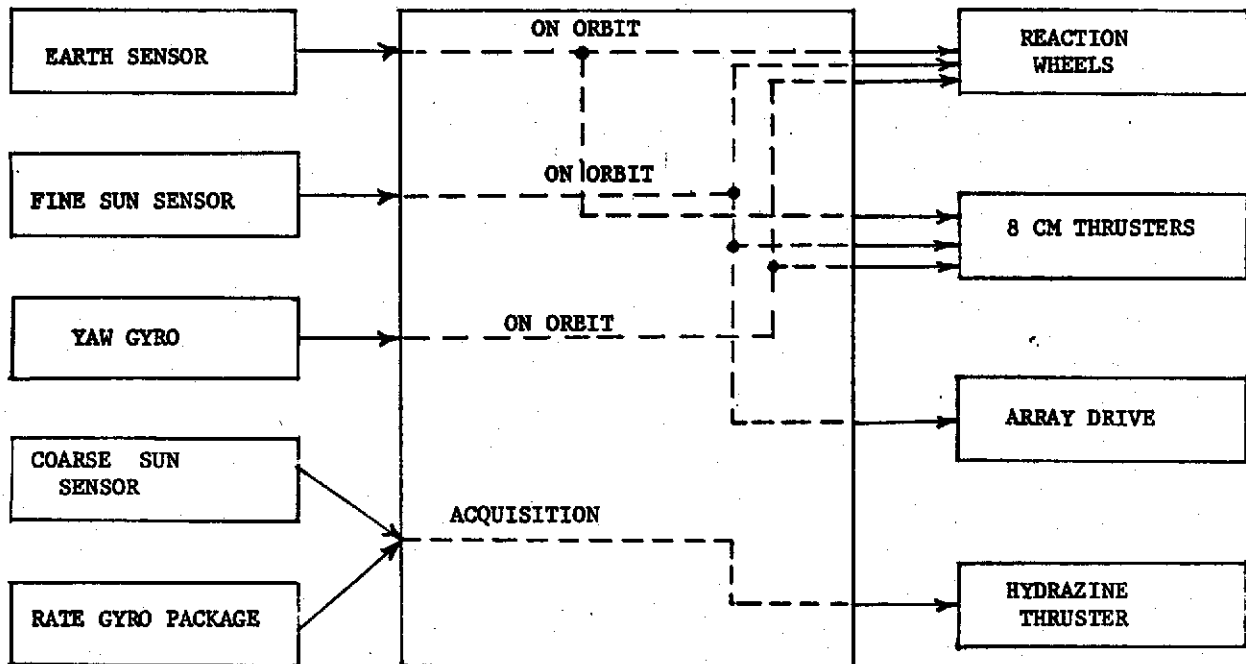 EARTH SENSOR
ON ORBIT
REACTION
WHEELS
FINE SUN SENSOR
ON ORBIT
8 CM THRUSTERS
YAW GYRO
ON ORBIT
ARRAY DRIVE
COARSE SUN
SENSOR
ACQUISITION
RATE GYRO PACKAGE
HYDRAZINE
THRUSTER